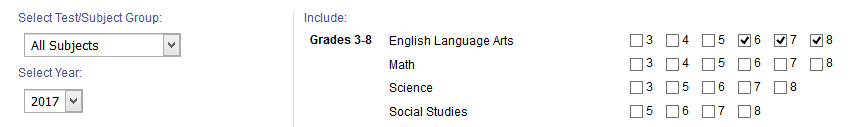 Select Test/Subject Group:
All Subjects
Select Year:
2017
Include:
Grades 3-8 English Language Arts 3 4 5 6 7 8
Math 3 4 5 6 7 8
Science 3 5 6 7 8
Social Studies 5 6 7 8